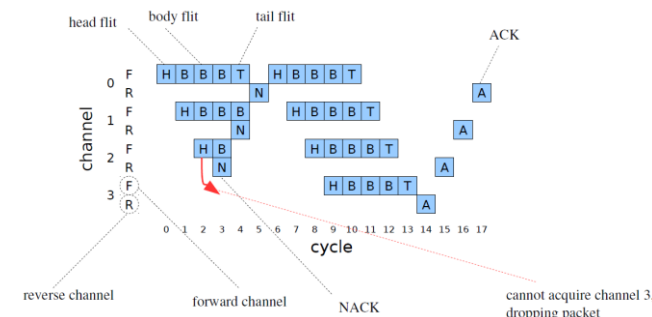 head flit body flit tail flit
ACK
0 F H B B B T H B B B T
R N A
1 F H B B B H B B B T
R N A
2 F H B H B B B T
R N A
3 F H B B B T
R A
channel
0 1 2 3 4 5 6 7 8 9 10 11 12 13 14 15 16 17
cycle
reverse channel
forward channel
NACK
cannot acquire channel 3,
dropping packet